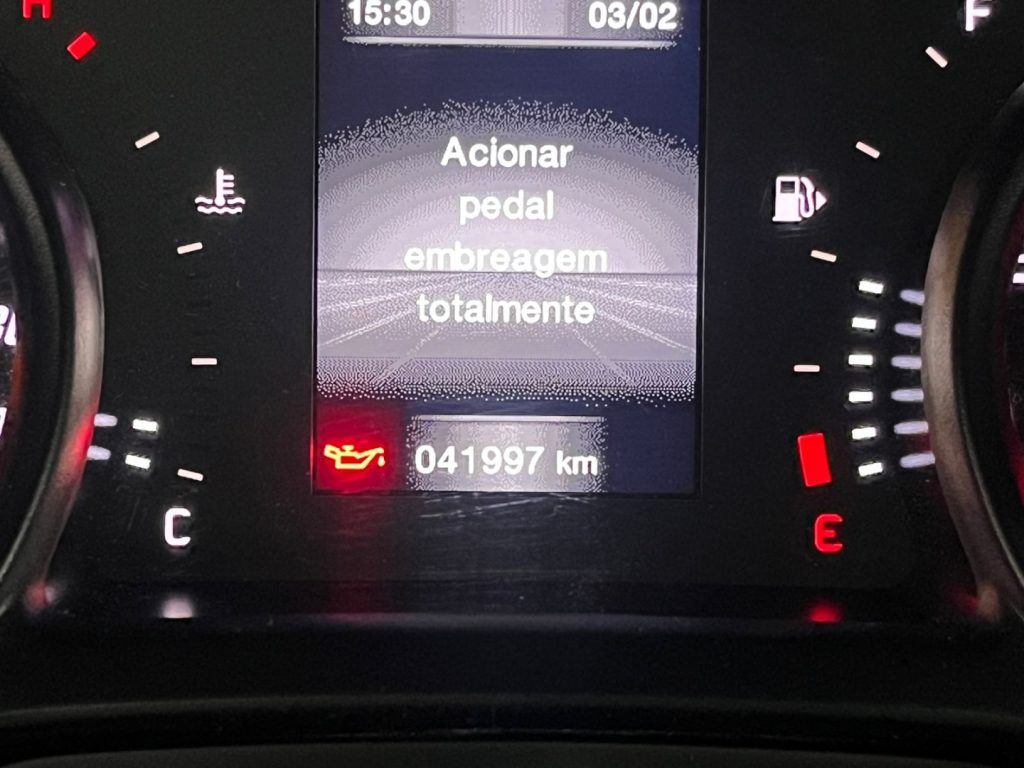 H
15:30 03/02
F
Acionar
pedal
embreagem
totalmente
041997 km
C
E